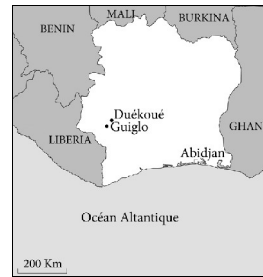 MALI
BURKINA
BENIN
Duékoué
Guiglo
LIBERIA
GHAN
Abidjan
Océan Altantique
200 Km